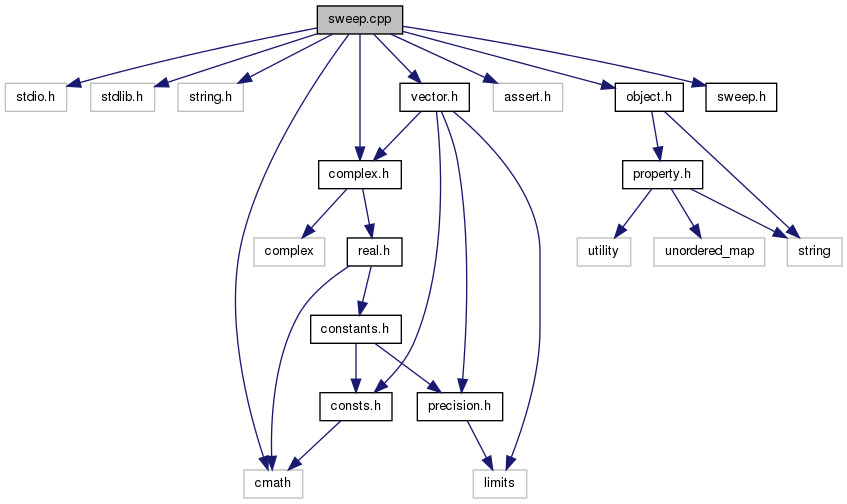 sweep.cpp
stdio.h
stdlib.h
string.h
vector.h
assert.h
object.h
sweep.h
complex.h
property.h
complex
real.h
utility
unordered_map
string
constants.h
consts.h
precision.h
cmath
limits